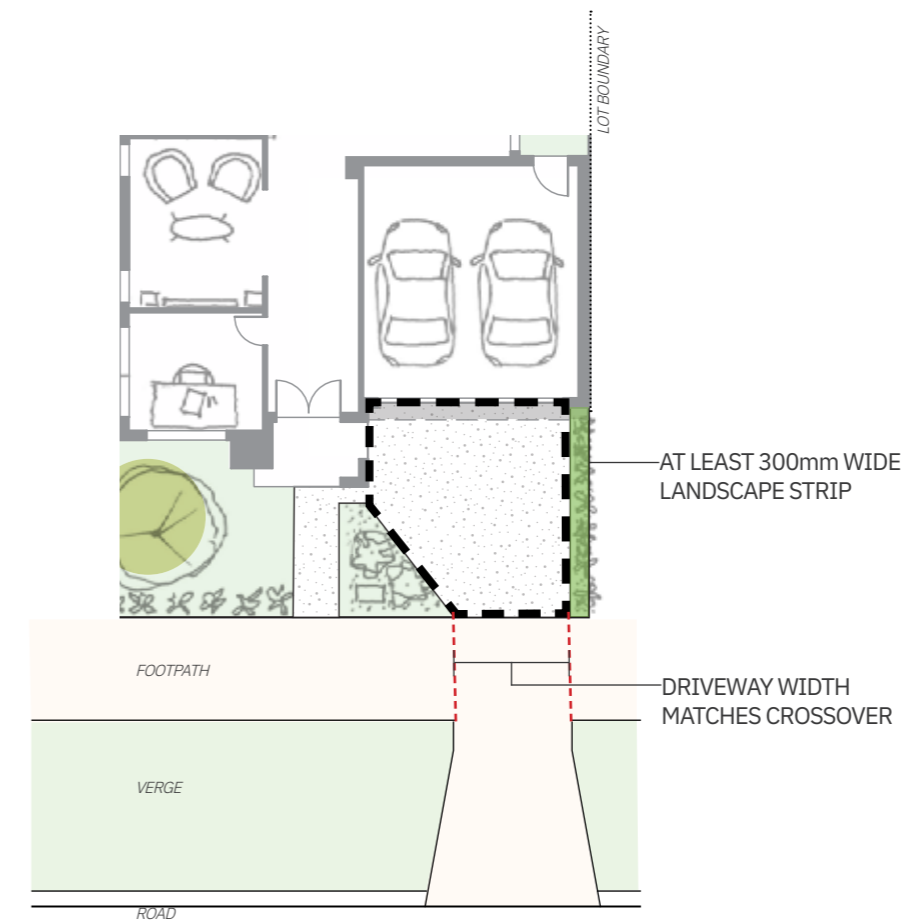 LOT BOUNDARY
AT LEAST 300mm WIDE
LANDSCAPE STRIP
FOOTPATH
DRIVEWAY WIDTH
MATCHES CROSSOVER
VERGE
ROAD